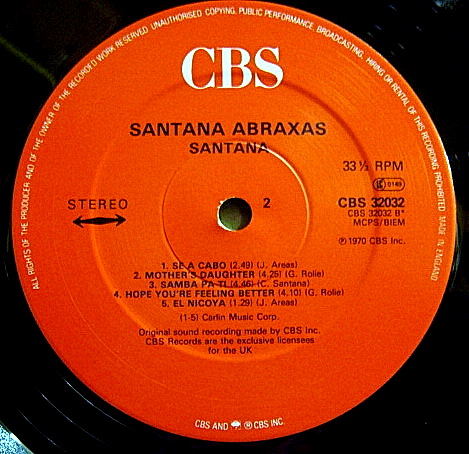 ALL RIGHTS OF THE PRODUCER AND OF THE OWNER OF THE RECORDED WORK RESERVED UNAUTHORISED COPYING, PUBLIC PERFORMANCE, BROADCASTING, HIRING OR RENTAL OF THIS RECORDING PROHIBITED MADE IN ENGLAND
CBS
SANTANA ABRAXAS
SANTANA
33⅓ RPM
0149
STEREO
2
CBS 32032
CBS 32032 B*
MCPS/BIEM
℗ 1970 CBS Inc.
1. SE A CABO (2.49) (J. Areas)
2. MOTHER'S DAUGHTER (4.25) (G. Rolie)
3. SAMBA PA TI (4.46) (C. Santana)
4. HOPE YOU'RE FEELING BETTER (4.10) (G. Rolie)
5. EL NICOYA (1.29) (J. Areas)
(1-5) Carlin Music Corp.
Original sound recording made by CBS Inc.
CBS Records are the exclusive licensees
for the UK
CBS AND ® CBS INC.